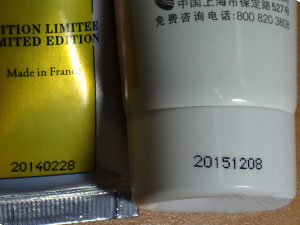 ITION LIMITEE
MITED EDITION
Made in Franc
20140228
中国上海市保定路527号
免费咨询电话:800 820 3808
20151208